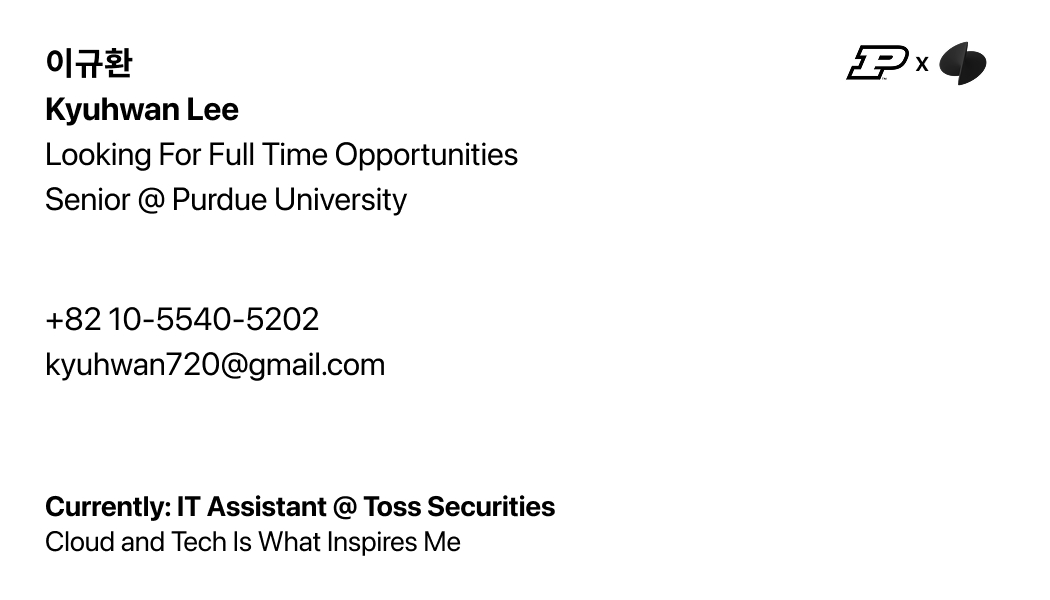 이규환
P x
Kyuhwan Lee
Looking For Full Time Opportunities
Senior @ Purdue University
+82 10-5540-5202
kyuhwan720@gmail.com
Currently: IT Assistant @ Toss Securities
Cloud and Tech Is What Inspires Me